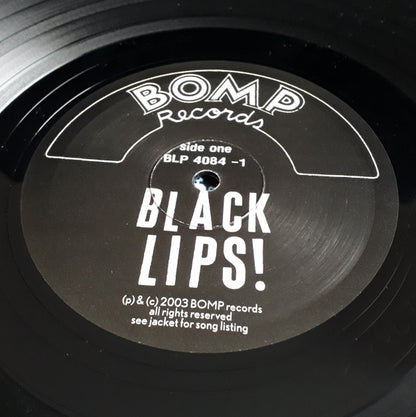 BOMP
Records
side one
BLP 4084 -1
BLACK
LIPS!
(p) & (c) 2003 BOMP records
all rights reserved
see jacket for song listing